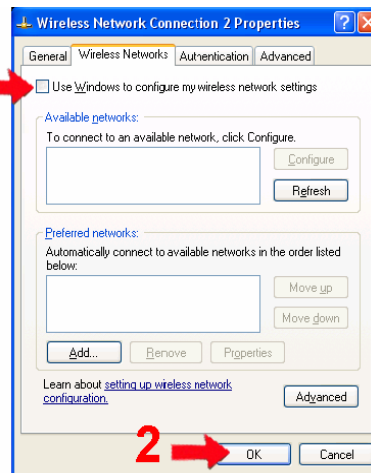 Wireless Network Connection 2 Properties
General
Wireless Networks
Authentication
Advanced
Use Windows to configure my wireless network settings
Available networks:
To connect to an available network, click Configure.
Configure
Refresh
Preferred networks:
Automatically connect to available networks in the order listed
below:
Move up
Move down
Add...
Remove
Properties
Learn about setting up wireless network
configuration.
Advanced
2
OK
Cancel